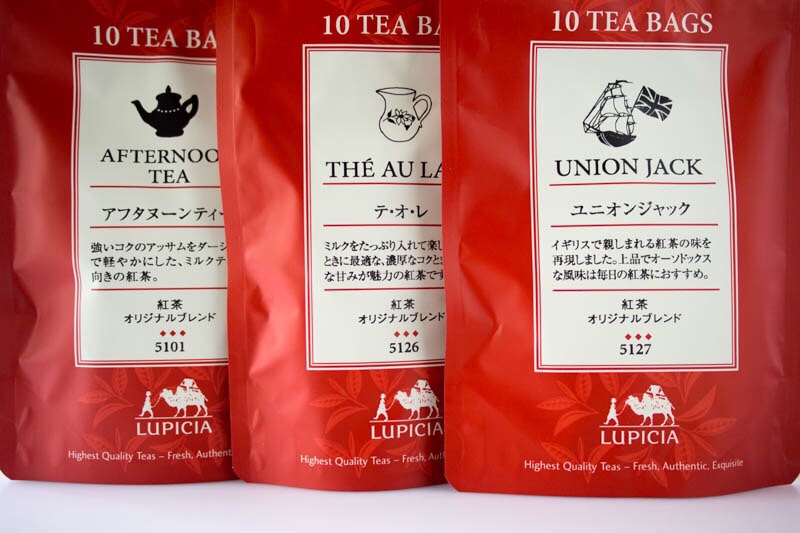 10 TEA BA
AFTERNOO
TEA
アフタヌーンティー
強いコクのアッサムをダーシ
で軽やかにした、ミルクテ
向きの紅茶。
紅茶
オリジナルブレンド
5101
LUPICIA
Highest Quality Teas – Fresh, Authent
10 TEA BA
THÉ AU LA
テ・オ・レ
ミルクをたっぷり入れて楽し
ときに最適な、濃厚なコクと
な甘みが魅力の紅茶です
紅茶
オリジナルブレンド
5126
LUPICIA
Highest Quality Teas – Fresh, Au
10 TEA BAGS
UNION JACK
ユニオンジャック
イギリスで親しまれる紅茶の味を
再現しました。上品でオーソドックス
な風味は毎日の紅茶におすすめ。
紅茶
オリジナルブレンド
5127
LUPICIA
Highest Quality Teas – Fresh, Authentic, Exquisite